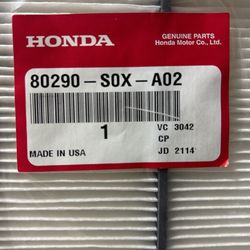 HONDA
GENUINE PARTS
Honda Motor Co., Ltd.
80290-S0X-A02
1
VC 3042
CP
MADE IN USA
JD 2114